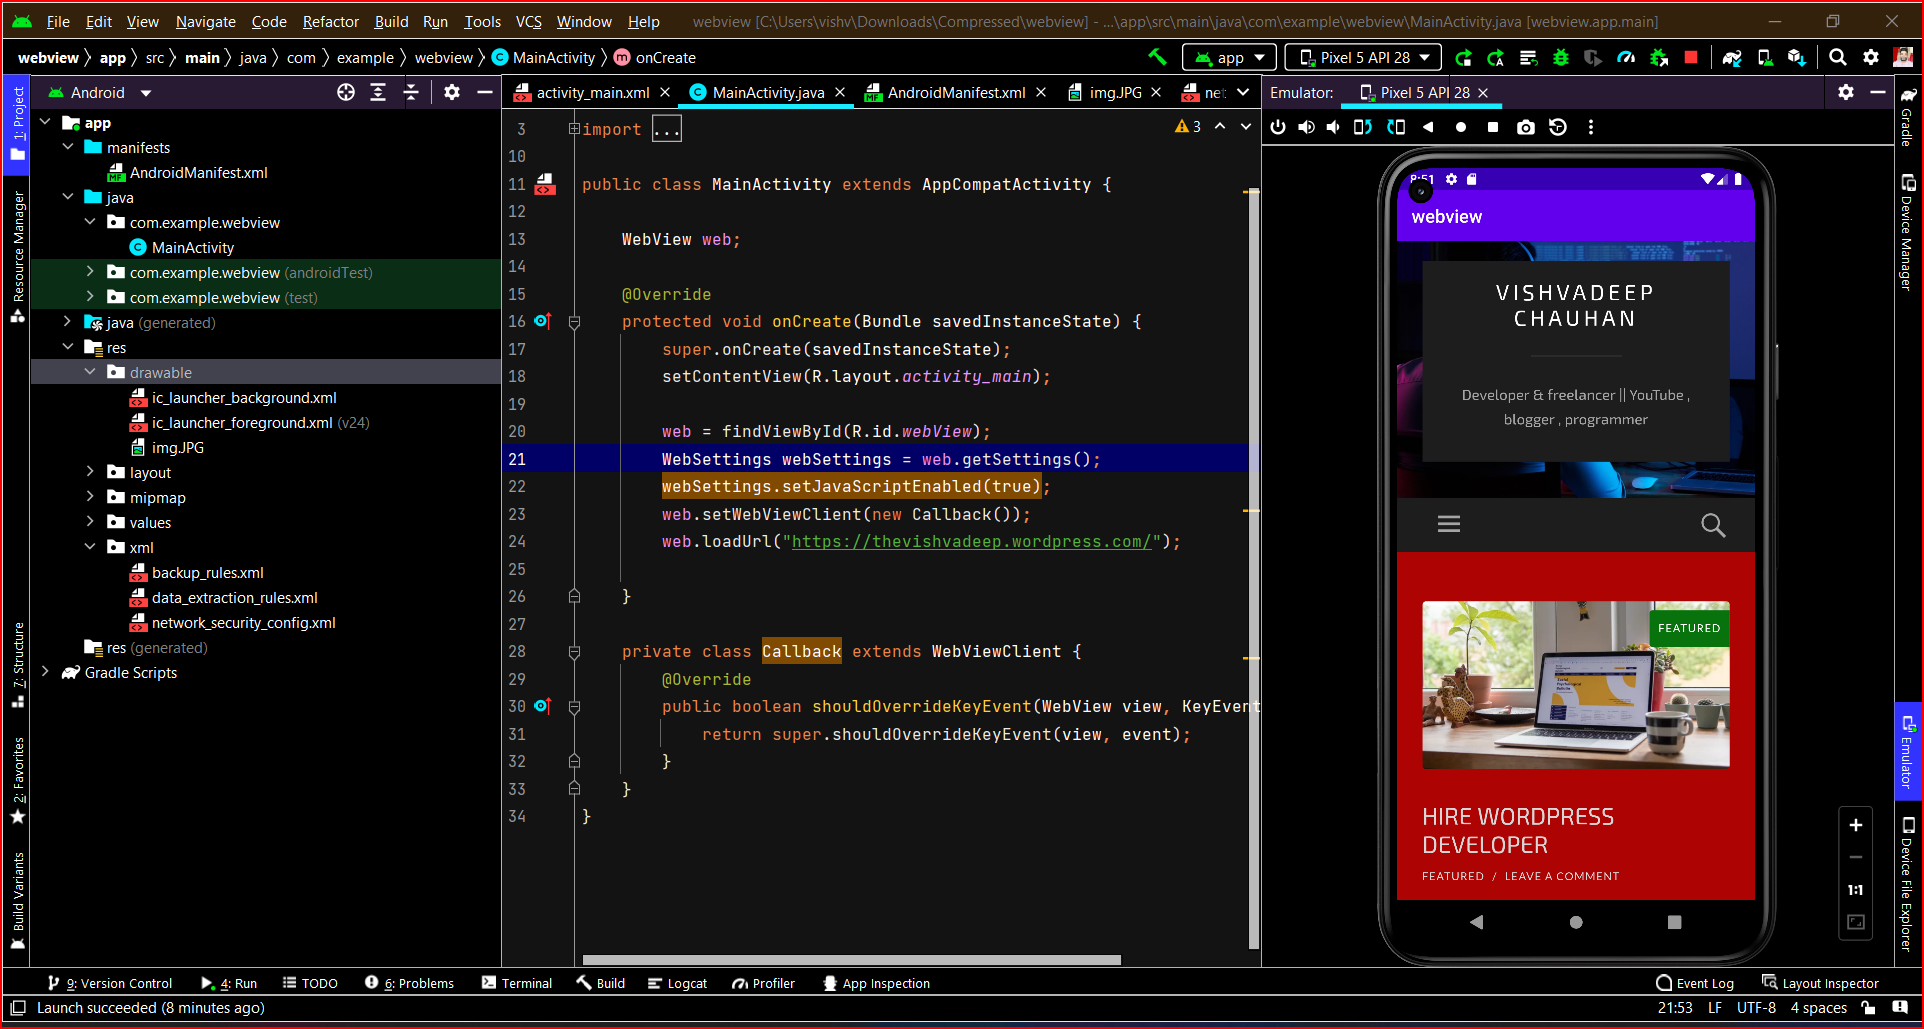 File Edit View Navigate Code Refactor Build Run Tools VCS Window Help webview [C:\Users\vishv\Downloads\Compressed\webview] - ...\app\src\main\java\com\example\webview\MainActivity.java [webview.app.main]
webview app src main java com example webview MainActivity onCreate
app Pixel 5 API 28
1: Project
Resource Manager
7: Structure
2: Favorites
Build Variants
Android
app
manifests
AndroidManifest.xml
java
com.example.webview
MainActivity
com.example.webview (androidTest)
com.example.webview (test)
java (generated)
res
drawable
ic_launcher_background.xml
ic_launcher_foreground.xml (v24)
img.JPG
layout
mipmap
values
xml
backup_rules.xml
data_extraction_rules.xml
network_security_config.xml
res (generated)
Gradle Scripts
activity_main.xml MainActivity.java AndroidManifest.xml img.JPG
3
3 import ...
10
11 public class MainActivity extends AppCompatActivity {
12
13 WebView web;
14
15 @Override
16 protected void onCreate(Bundle savedInstanceState) {
17 super.onCreate(savedInstanceState);
18 setContentView(R.layout.activity_main);
19
20 web = findViewById(R.id.webView);
21 WebSettings webSettings = web.getSettings();
22 webSettings.setJavaScriptEnabled(true);
23 web.setWebViewClient(new Callback());
24 web.loadUrl("https://thevishvadeep.wordpress.com/");
25
26 }
27
28 private class Callback extends WebViewClient {
29 @Override
30 public boolean shouldOverrideKeyEvent(WebView view, KeyEvent
31 return super.shouldOverrideKeyEvent(view, event);
32 }
33 }
34 }
Emulator: Pixel 5 API 28
8:51
webview
VISHVADEEP
CHAUHAN
Developer & freelancer || YouTube ,
blogger , programmer
FEATURED
HIRE WORDPRESS
DEVELOPER
FEATURED / LEAVE A COMMENT
1:1
Gradle
Device Manager
Emulator
Device File Explorer
9: Version Control 4: Run TODO 6: Problems Terminal Build Logcat Profiler App Inspection Event Log Layout Inspector
Launch succeeded (8 minutes ago) 21:53 LF UTF-8 4 spaces